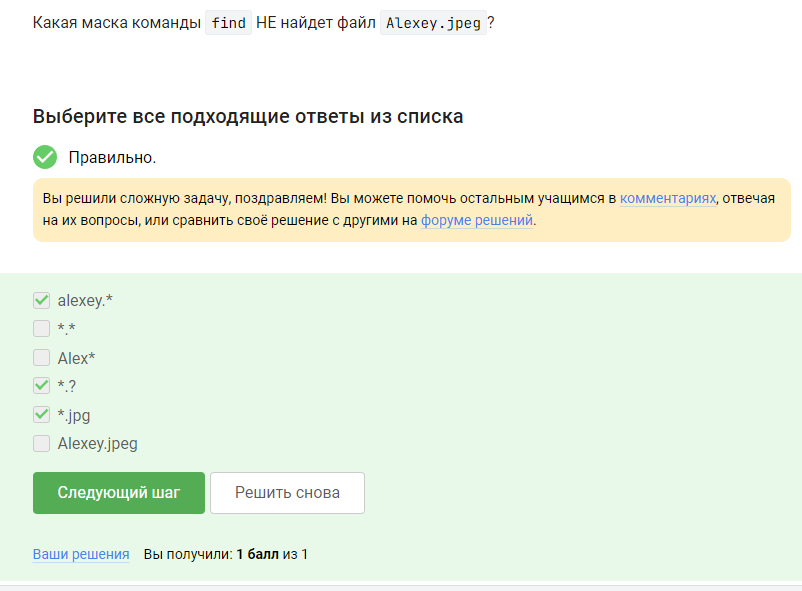 Какая маска команды find НЕ найдет файл Alexey.jpeg?
Выберите все подходящие ответы из списка
Правильно.
Вы решили сложную задачу, поздравляем! Вы можете помочь остальным учащимся в комментариях, отвечая
на их вопросы, или сравнить своё решение с другими на форуме решений.
alexey.*
*.*
Alex*
*.?
*.jpg
Alexey.jpeg
Следующий шаг Решить снова
Ваши решения Вы получили: 1 балл из 1